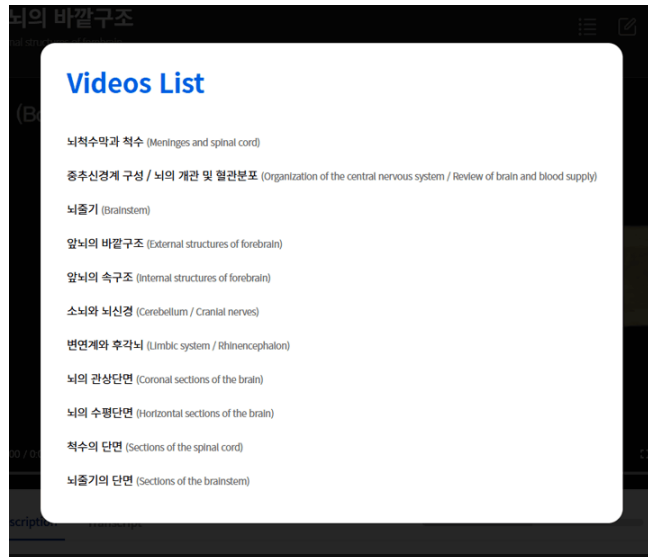 뇌의 바깥구조
Videos List
뇌척수막과 척수 (Meninges and spinal cord)
중추신경계 구성 / 뇌의 개관 및 혈관분포 (Organization of the central nervous system / Review of brain and blood supply)
뇌줄기 (Brainstem)
앞뇌의 바깥구조 (External structures of forebrain)
앞뇌의 속구조 (Internal structures of forebrain)
소뇌와 뇌신경 (Cerebellum / Cranial nerves)
변연계와 후각뇌 (Limbic system / Rhinencephalon)
뇌의 관상단면 (Coronal sections of the brain)
뇌의 수평단면 (Horizontal sections of the brain)
척수의 단면 (Sections of the spinal cord)
뇌줄기의 단면 (Sections of the brainstem)